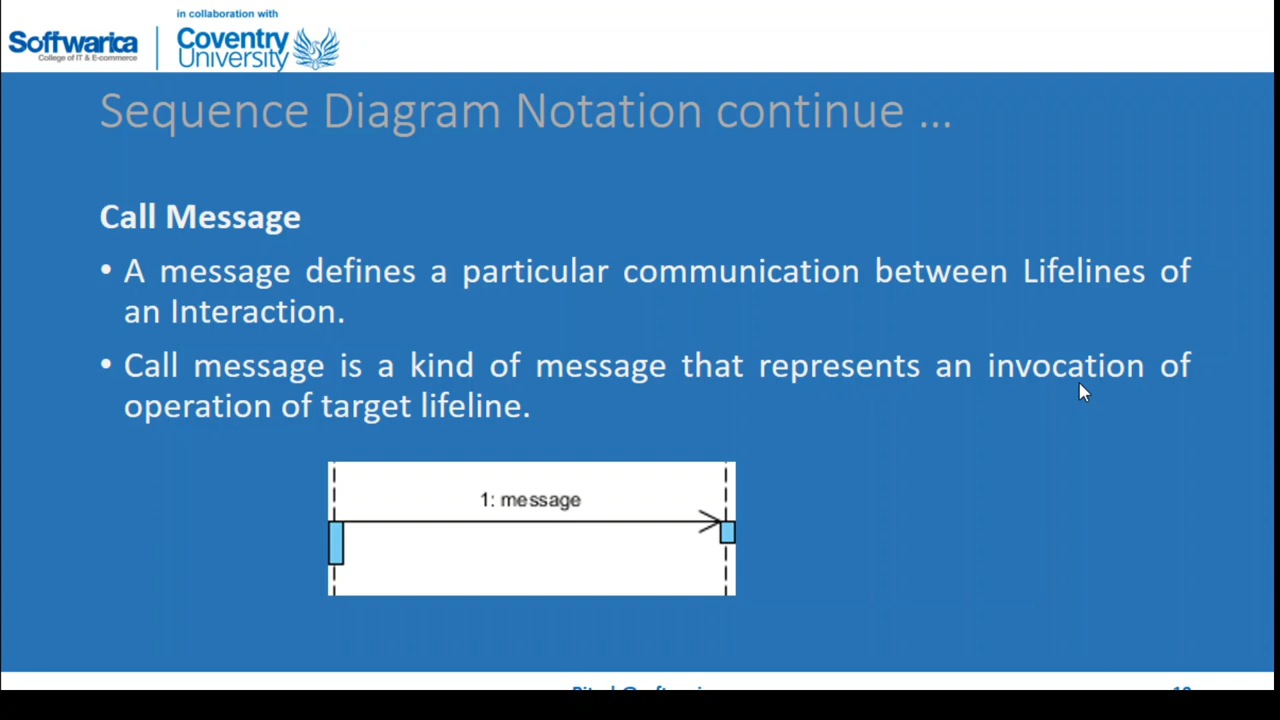 in collaboration with
Softwarica
College of IT & E-commerce
Coventry
University
Sequence Diagram Notation continue ...
Call Message
• A message defines a particular communication between Lifelines of
an Interaction.
• Call message is a kind of message that represents an invocation of
operation of target lifeline.
1: message